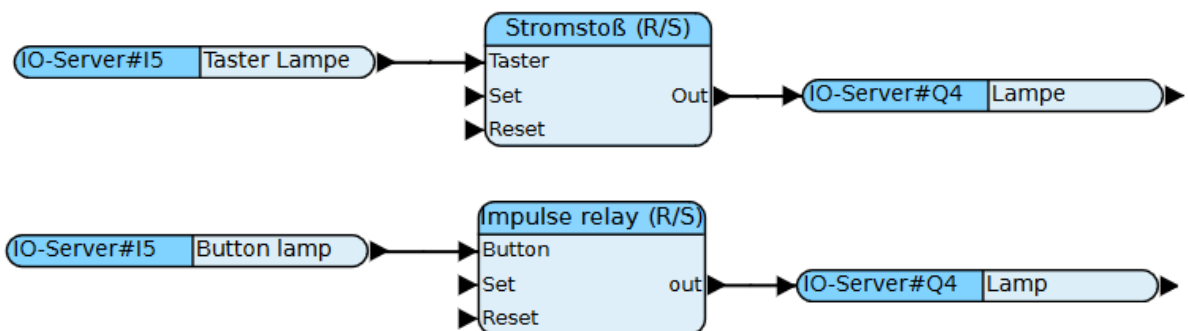 Stromstoß (R/S)
IO-Server#I5 Taster Lampe
Taster
Set Out
Reset
IO-Server#Q4 Lampe
Impulse relay (R/S)
IO-Server#I5 Button lamp
Button
Set out
Reset
IO-Server#Q4 Lamp